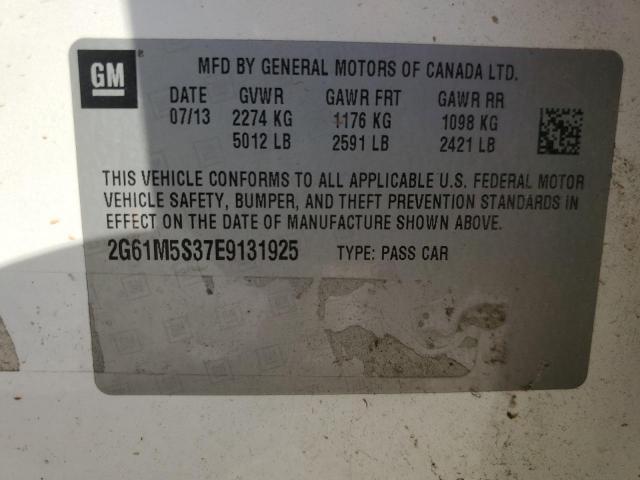 GM
MFD BY GENERAL MOTORS OF CANADA LTD.
DATE GVWR GAWR FRT GAWR RR
07/13 2274 KG 1176 KG 1098 KG
5012 LB 2591 LB 2421 LB
THIS VEHICLE CONFORMS TO ALL APPLICABLE U.S. FEDERAL MOTOR
VEHICLE SAFETY, BUMPER, AND THEFT PREVENTION STANDARDS IN
EFFECT ON THE DATE OF MANUFACTURE SHOWN ABOVE.
2G61M5S37E9131925 TYPE: PASS CAR